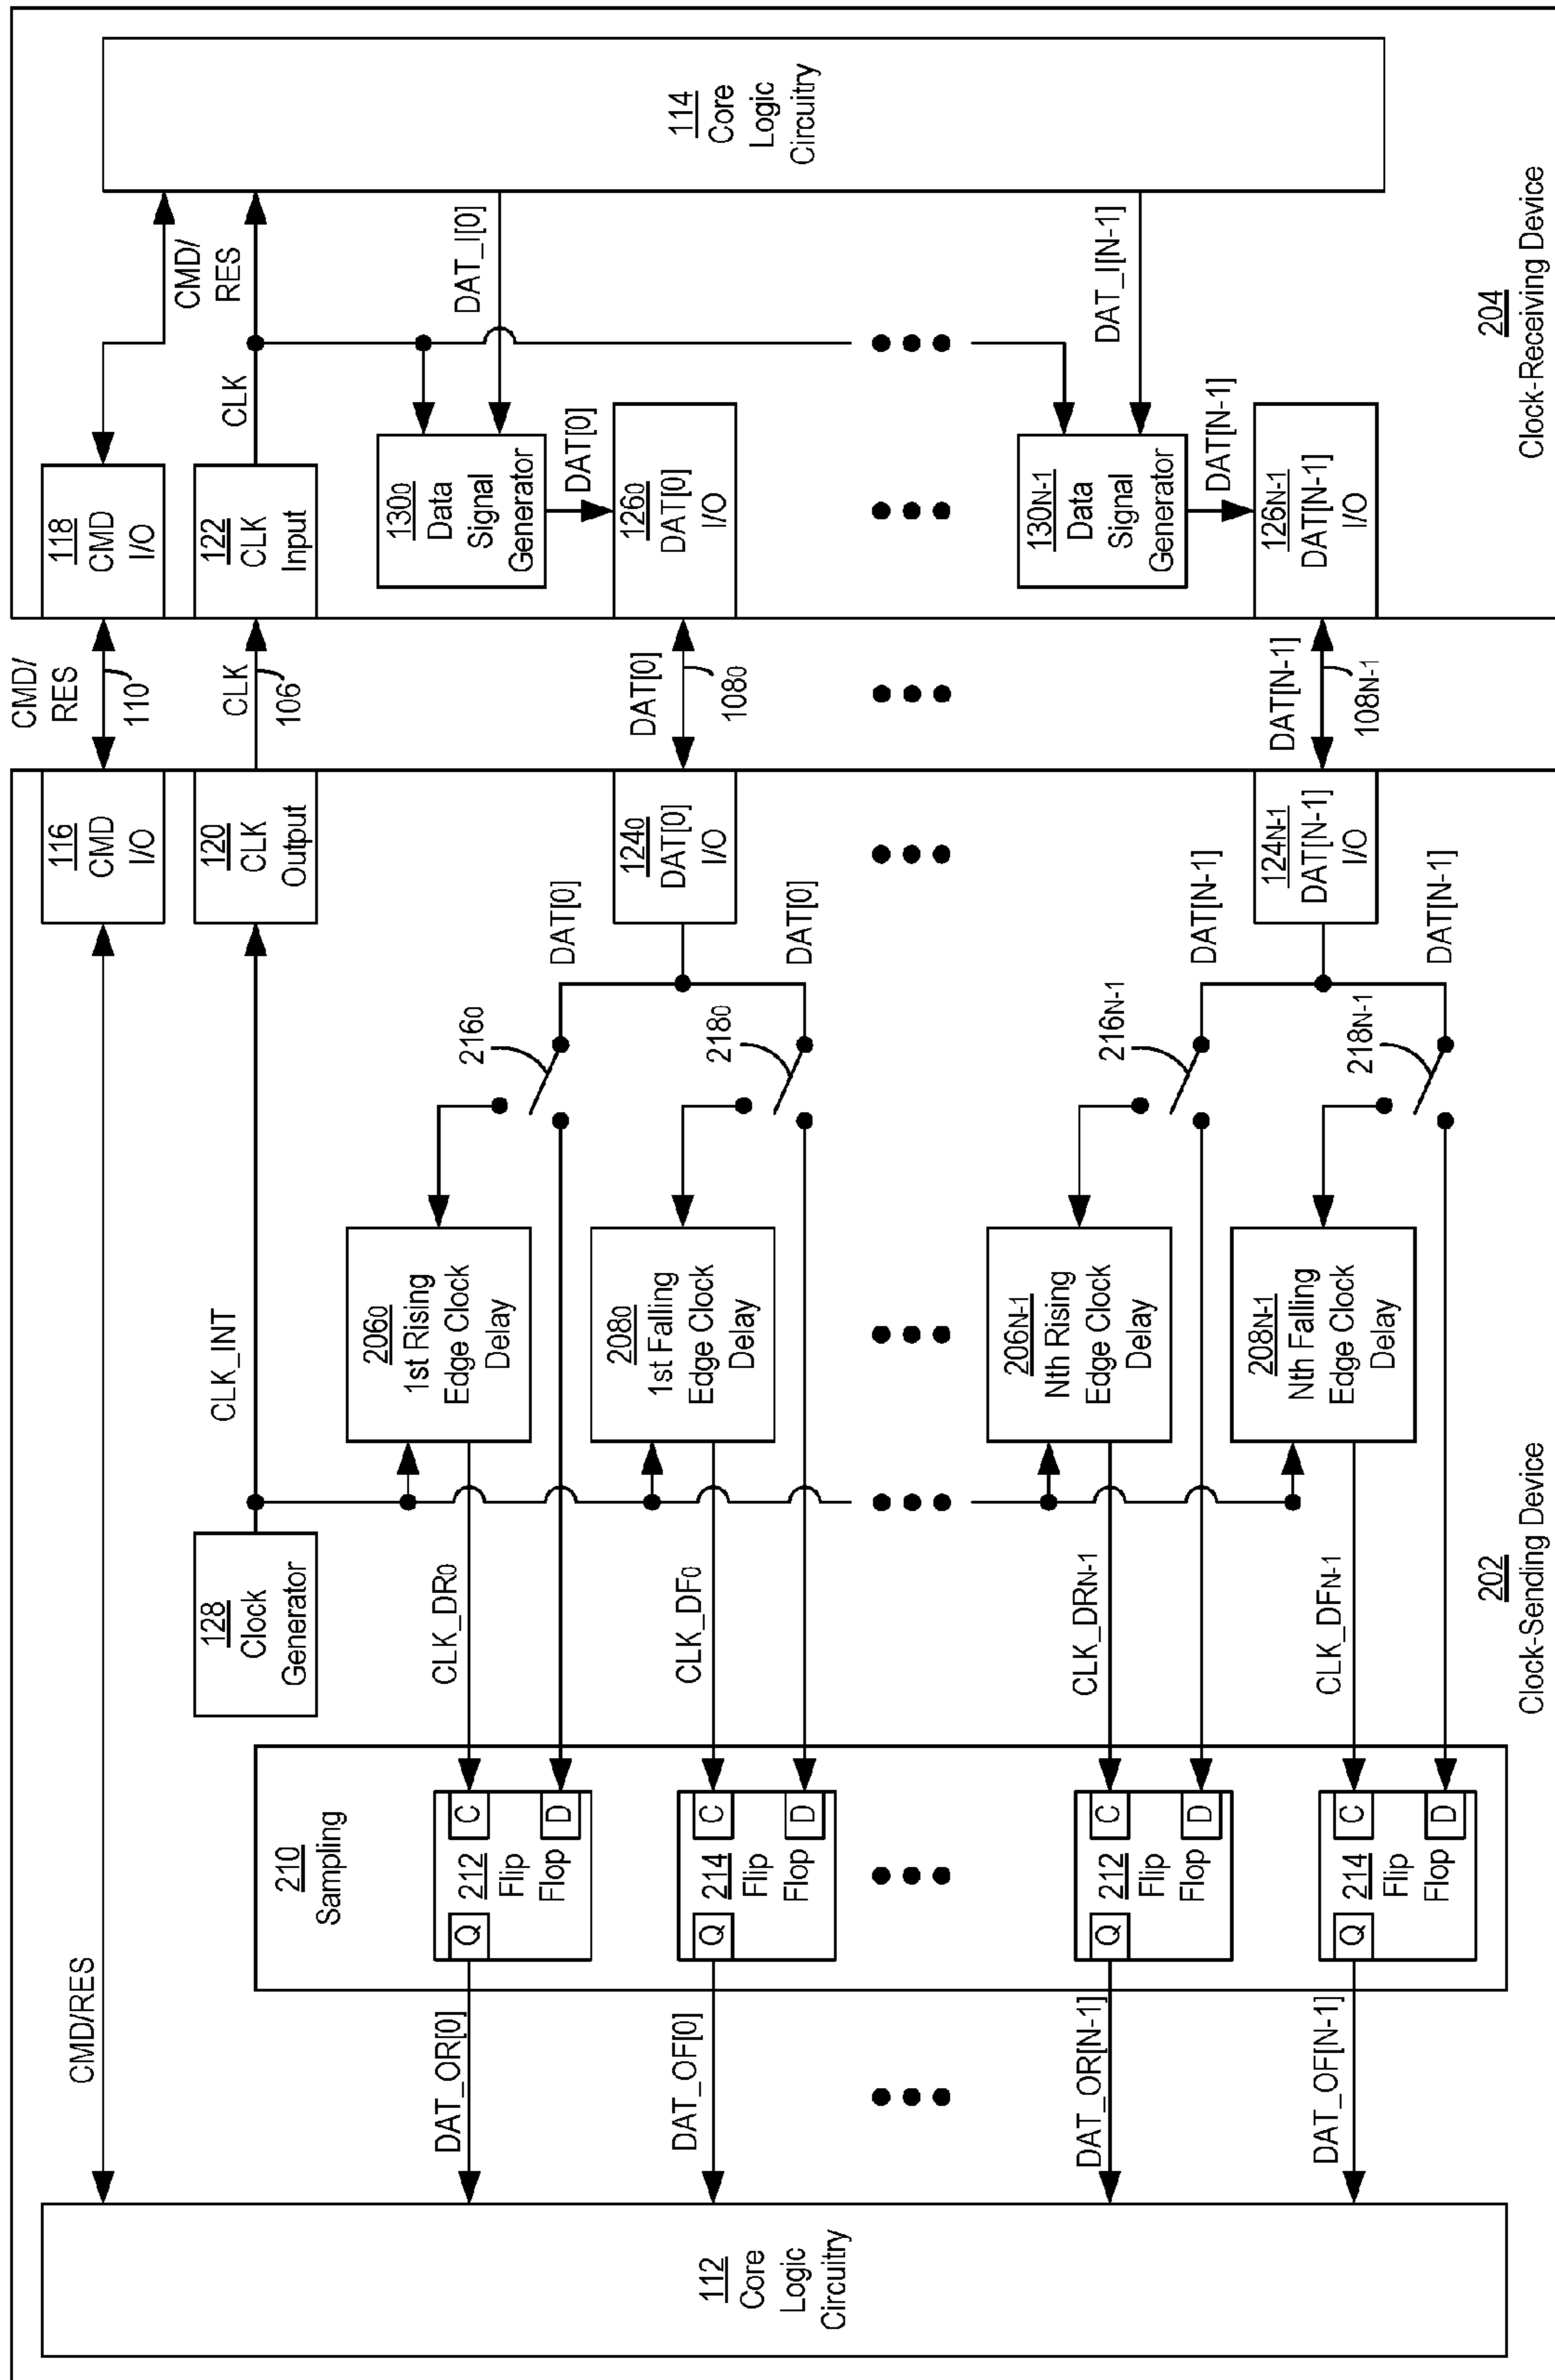 112
Core
Logic
Circuitry
CMD/RES
DAT_OR[0]
DAT_OF[0]
DAT_OR[N-1]
DAT_OF[N-1]
210
Sampling
Q
212
Flip
Flop
C
D
Q
214
Flip
Flop
C
D
Q
212
Flip
Flop
C
D
Q
214
Flip
Flop
C
D
128
Clock
Generator
CLK_INT
CLK_DR0
CLK_DF0
CLK_DRN-1
CLK_DFN-1
2060
1st Rising
Edge Clock
Delay
2080
1st Falling
Edge Clock
Delay
206N-1
Nth Rising
Edge Clock
Delay
208N-1
Nth Falling
Edge Clock
Delay
2160
2180
216N-1
218N-1
DAT[0]
DAT[0]
DAT[N-1]
DAT[N-1]
116
CMD
I/O
120
CLK
Output
1240
DAT[0]
I/O
124N-1
DAT[N-1]
I/O
202
Clock-Sending Device
CMD/
RES
110
CLK
106
DAT[0]
1080
DAT[N-1]
108N-1
118
CMD
I/O
122
CLK
Input
1300
Data
Signal
Generator
DAT[0]
1260
DAT[0]
I/O
130N-1
Data
Signal
Generator
DAT[N-1]
126N-1
DAT[N-1]
I/O
CLK
CMD/
RES
DAT_I[0]
DAT_I[N-1]
114
Core
Logic
Circuitry
204
Clock-Receiving Device